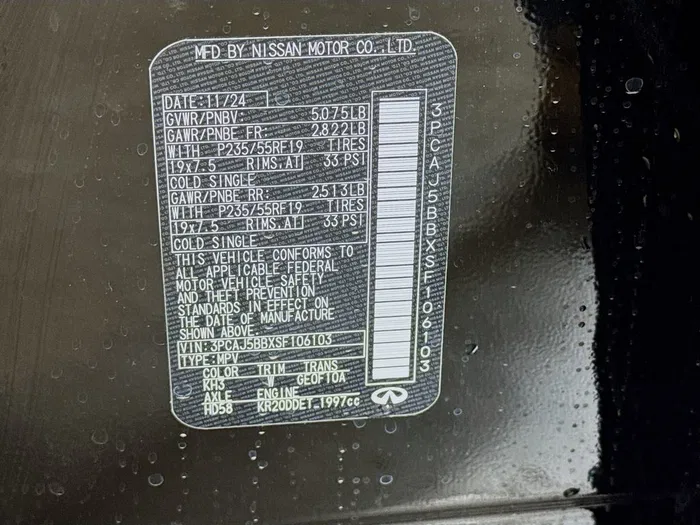 MFD BY NISSAN MOTOR CO.,LTD.
DATE:11/24
GVWR/PNBV: 5075LB
GAWR/PNBE FR: 2822LB
WITH P235/55RF19 TIRES
19x7.5 RIMS,AT 33 PSI
COLD SINGLE -
GAWR/PNBE RR: 2513LB
WITH P235/55RF19 TIRES
19x7.5 RIMS,AT 33 PSI
COLD SINGLE -
THIS VEHICLE CONFORMS TO
ALL APPLICABLE FEDERAL
MOTOR VEHICLE SAFETY
AND THEFT PREVENTION
STANDARDS IN EFFECT ON
THE DATE OF MANUFACTURE
SHOWN ABOVE.
VIN:3PCAJ5BBXSF106103
TYPE:MPV
COLOR TRIM TRANS
KH3 W GE0F10A
AXLE ENGINE
HD58 KR20DDET-1997cc
3PCAJ5BBXSF106103